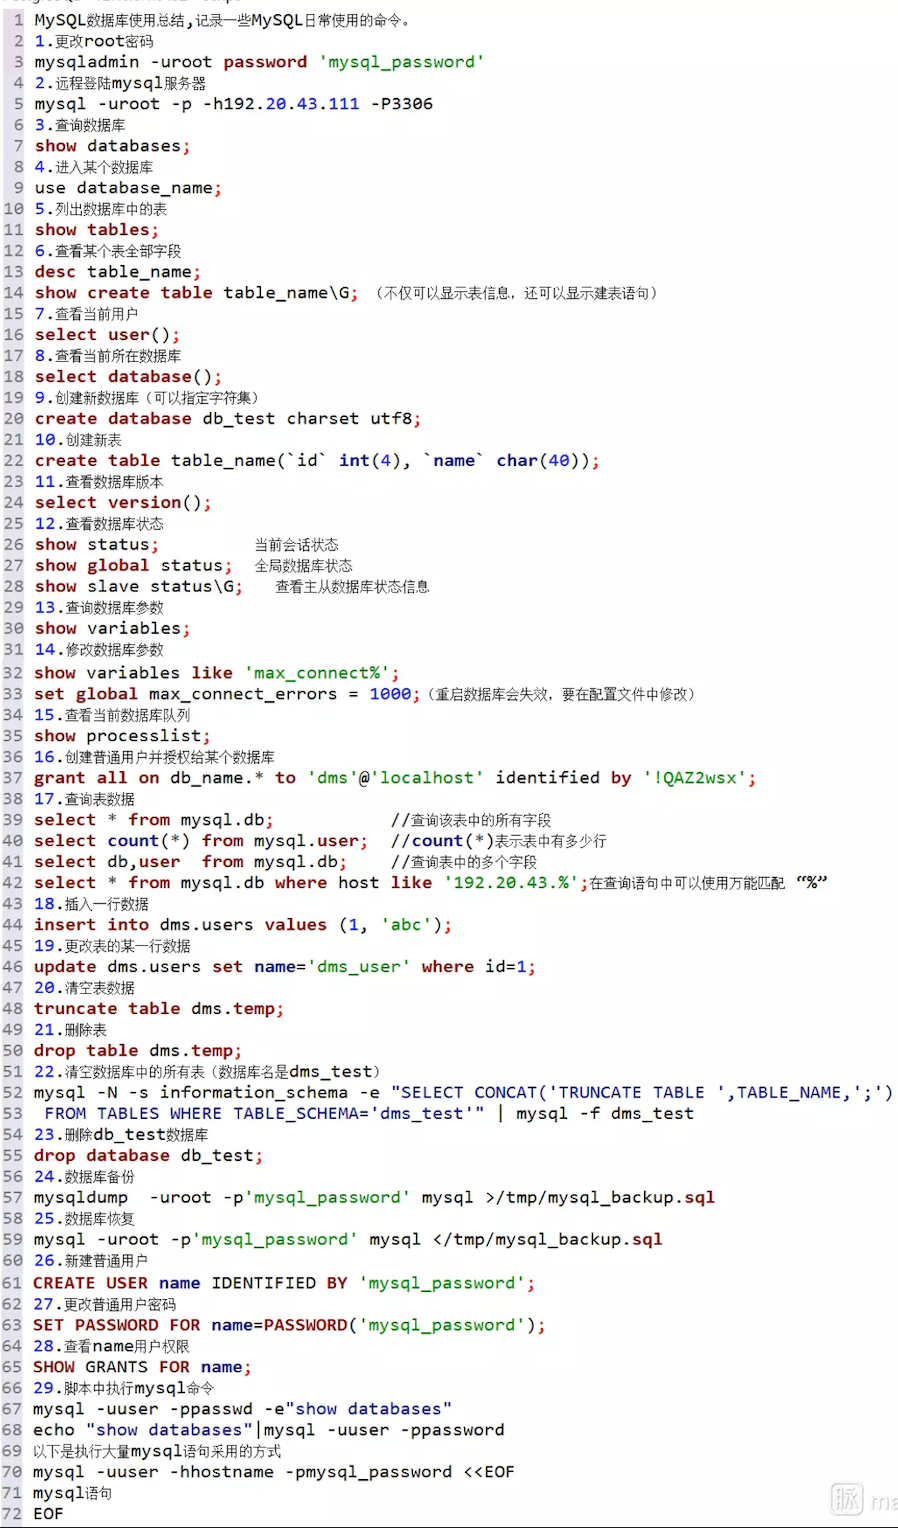 1 MySQL数据库使用总结,记录一些MySQL日常使用的命令。
2 1.更改root密码
3 mysqladmin -uroot password 'mysql_password'
4 2.远程登陆mysql服务器
5 mysql -uroot -p -h192.20.43.111 -P3306
6 3.查询数据库
7 show databases;
8 4.进入某个数据库
9 use database_name;
10 5.列出数据库中的表
11 show tables;
12 6.查看某个表全部字段
13 desc table_name;
14 show create table table_name\G; （不仅可以显示表信息，还可以显示建表语句）
15 7.查看当前用户
16 select user();
17 8.查看当前所在数据库
18 select database();
19 9.创建新数据库（可以指定字符集）
20 create database db_test charset utf8;
21 10.创建新表
22 create table table_name(`id` int(4), `name` char(40));
23 11.查看数据库版本
24 select version();
25 12.查看数据库状态
26 show status; 当前会话状态
27 show global status; 全局数据库状态
28 show slave status\G; 查看主从数据库状态信息
29 13.查询数据库参数
30 show variables;
31 14.修改数据库参数
32 show variables like 'max_connect%';
33 set global max_connect_errors = 1000;（重启数据库会失效，要在配置文件中修改）
34 15.查看当前数据库队列
35 show processlist;
36 16.创建普通用户并授权给某个数据库
37 grant all on db_name.* to 'dms'@'localhost' identified by '!QAZ2wsx';
38 17.查询表数据
39 select * from mysql.db; //查询该表中的所有字段
40 select count(*) from mysql.user; //count(*)表示表中有多少行
41 select db,user from mysql.db; //查询表中的多个字段
42 select * from mysql.db where host like '192.20.43.%';在查询语句中可以使用万能匹配 “%”
43 18.插入一行数据
44 insert into dms.users values (1, 'abc');
45 19.更改表的某一行数据
46 update dms.users set name='dms_user' where id=1;
47 20.清空表数据
48 truncate table dms.temp;
49 21.删除表
50 drop table dms.temp;
51 22.清空数据库中的所有表（数据库名是dms_test）
52 mysql -N -s information_schema -e "SELECT CONCAT('TRUNCATE TABLE ',TABLE_NAME,';')
53 FROM TABLES WHERE TABLE_SCHEMA='dms_test'" | mysql -f dms_test
54 23.删除db_test数据库
55 drop database db_test;
56 24.数据库备份
57 mysqldump -uroot -p'mysql_password' mysql >/tmp/mysql_backup.sql
58 25.数据库恢复
59 mysql -uroot -p'mysql_password' mysql </tmp/mysql_backup.sql
60 26.新建普通用户
61 CREATE USER name IDENTIFIED BY 'mysql_password';
62 27.更改普通用户密码
63 SET PASSWORD FOR name=PASSWORD('mysql_password');
64 28.查看name用户权限
65 SHOW GRANTS FOR name;
66 29.脚本中执行mysql命令
67 mysql -uuser -ppasswd -e"show databases"
68 echo "show databases"|mysql -uuser -ppassword
69 以下是执行大量mysql语句采用的方式
70 mysql -uuser -hhostname -pmysql_password <<EOF
71 mysql语句
72 EOF
脉 ma